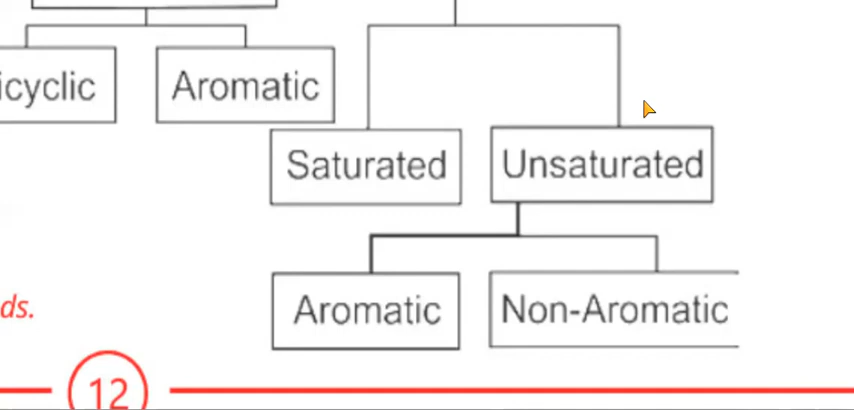 icyclic
Aromatic
Saturated
Unsaturated
Aromatic
Non-Aromatic
ds.
12